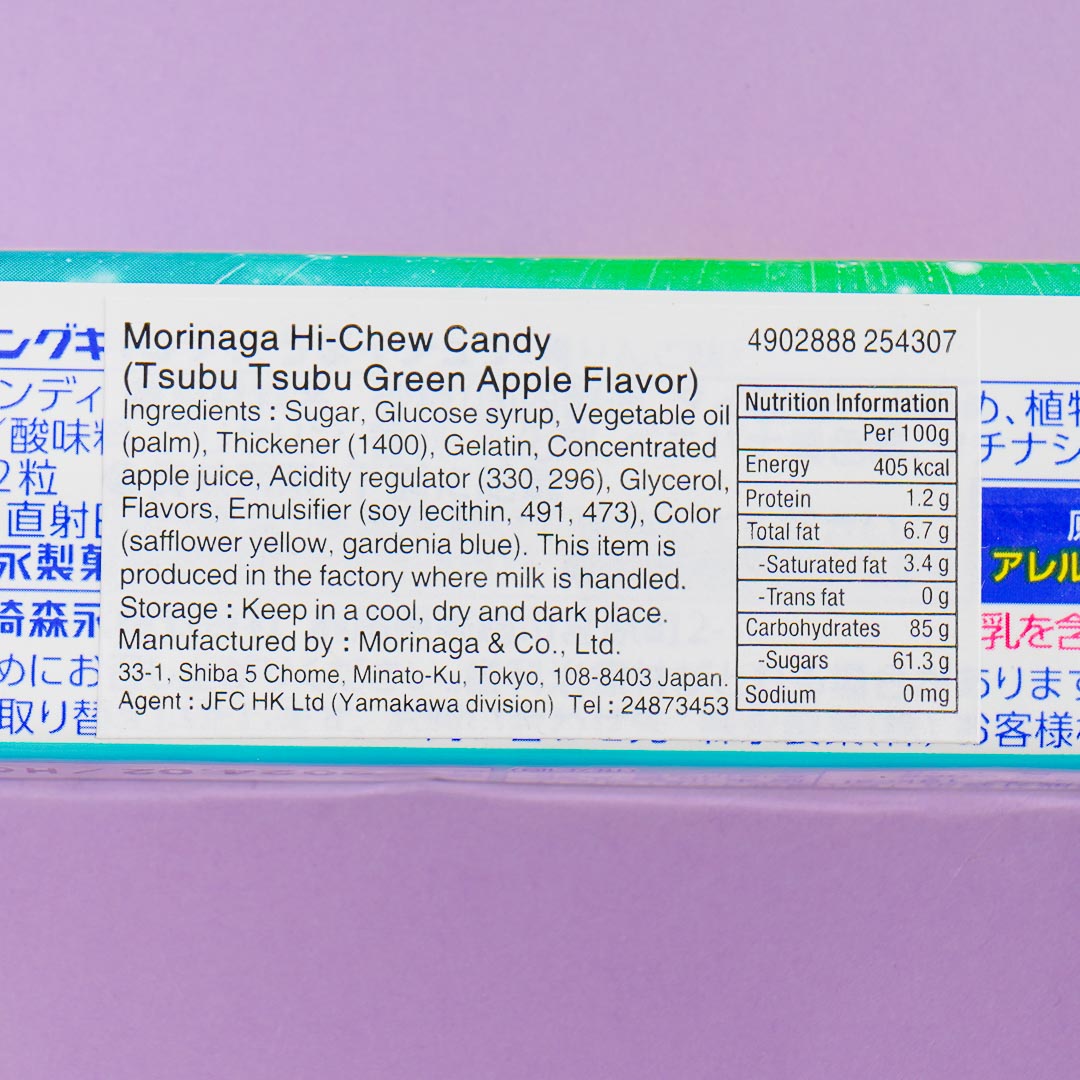 Morinaga Hi-Chew Candy
(Tsubu Tsubu Green Apple Flavor)
4902888 254307
Ingredients : Sugar, Glucose syrup, Vegetable oil
(palm), Thickener (1400), Gelatin, Concentrated
apple juice, Acidity regulator (330, 296), Glycerol,
Flavors, Emulsifier (soy lecithin, 491, 473), Color
(safflower yellow, gardenia blue). This item is
produced in the factory where milk is handled.
Storage : Keep in a cool, dry and dark place.
Manufactured by : Morinaga & Co., Ltd.
33-1, Shiba 5 Chome, Minato-Ku, Tokyo, 108-8403 Japan.
Agent : JFC HK Ltd (Yamakawa division) Tel : 24873453
Nutrition Information
Per 100g
Energy 405 kcal
Protein 1.2 g
Total fat 6.7 g
-Saturated fat 3.4 g
-Trans fat 0 g
Carbohydrates 85 g
-Sugars 61.3 g
Sodium 0 mg
ングキ
ンディ
酸味料
2粒
直射
永製菓
崎森永
めにお
取り替
、植物
チナシ
アレル
乳を含
ります
お客様